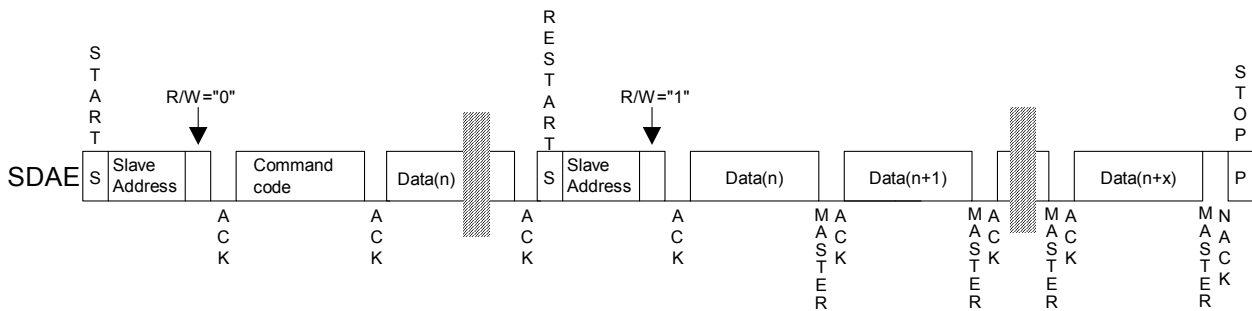 START
RESTART
STOP
R/W="0"
R/W="1"
SDAE
S
Slave
Address
Command
code
Data(n)
S
Slave
Address
Data(n)
Data(n+1)
Data(n+x)
P
ACK
ACK
ACK
ACK
MASTER
ACK
MASTER
ACK
MASTER
ACK
MASTER
NACK